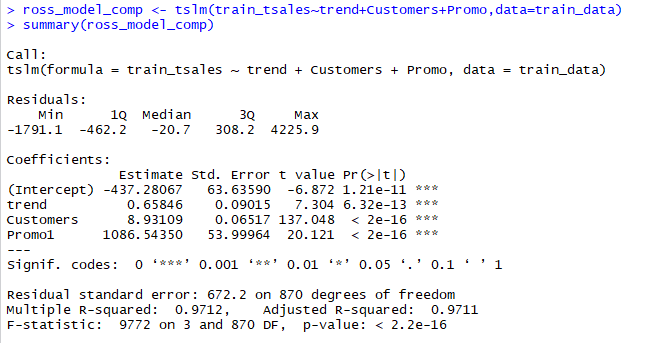 > ross_model_comp <- tslm(train_tsales~trend+Customers+Promo,data=train_data)
> summary(ross_model_comp)
Call:
tslm(formula = train_tsales ~ trend + Customers + Promo, data = train_data)
Residuals:
    Min      1Q  Median      3Q     Max
-1791.1  -462.2   -20.7   308.2  4225.9
Coefficients:
              Estimate Std. Error t value Pr(>|t|)
(Intercept) -437.28067   63.63590  -6.872 1.21e-11 ***
trend          0.65846    0.09015   7.304 6.32e-13 ***
Customers      8.93109    0.06517 137.048  < 2e-16 ***
Promo1      1086.54350   53.99964  20.121  < 2e-16 ***
---
Signif. codes:  0 ‘***’ 0.001 ‘**’ 0.01 ‘*’ 0.05 ‘.’ 0.1 ‘ ’ 1
Residual standard error: 672.2 on 870 degrees of freedom
Multiple R-squared:  0.9712,    Adjusted R-squared:  0.9711
F-statistic:  9772 on 3 and 870 DF,  p-value: < 2.2e-16